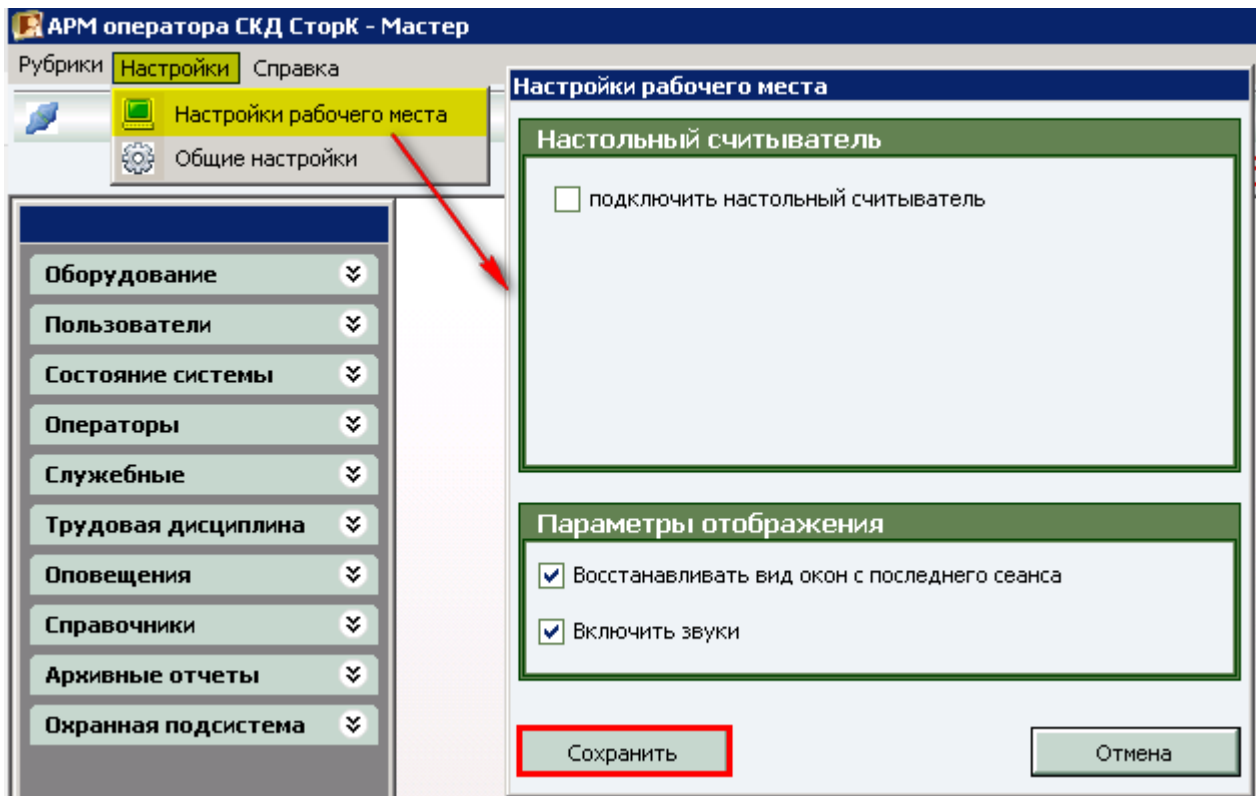 АРМ оператора СКД СторК - Мастер
Рубрики Настройки Справка
Настройки рабочего места
Общие настройки
Оборудование
Пользователи
Состояние системы
Операторы
Служебные
Трудовая дисциплина
Оповещения
Справочники
Архивные отчеты
Охранная подсистема
Настройки рабочего места
Настольный считыватель
подключить настольный считыватель
Параметры отображения
Восстанавливать вид окон с последнего сеанса
Включить звуки
Сохранить Отмена